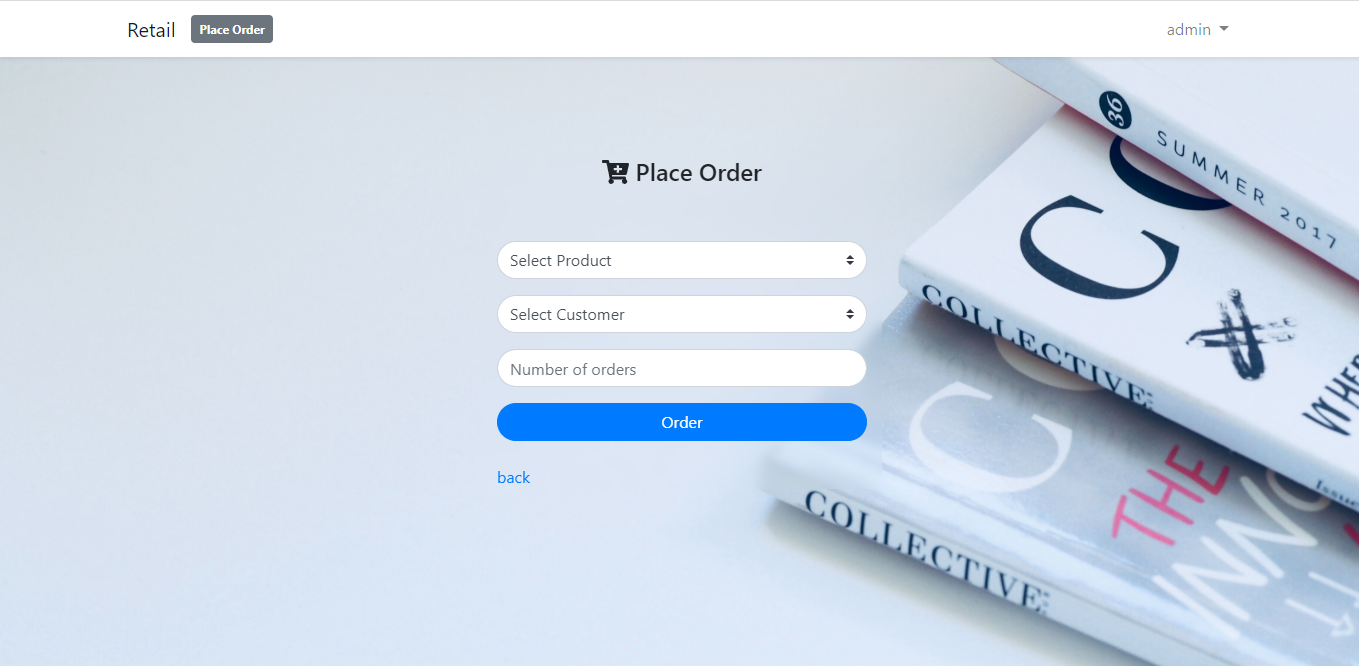 Retail
Place Order
admin
Place Order
Select Product
Select Customer
Number of orders
Order
back
36
SUMMER 2017
CO
COLLECTIVE
CO
THE
COLLECTIVE